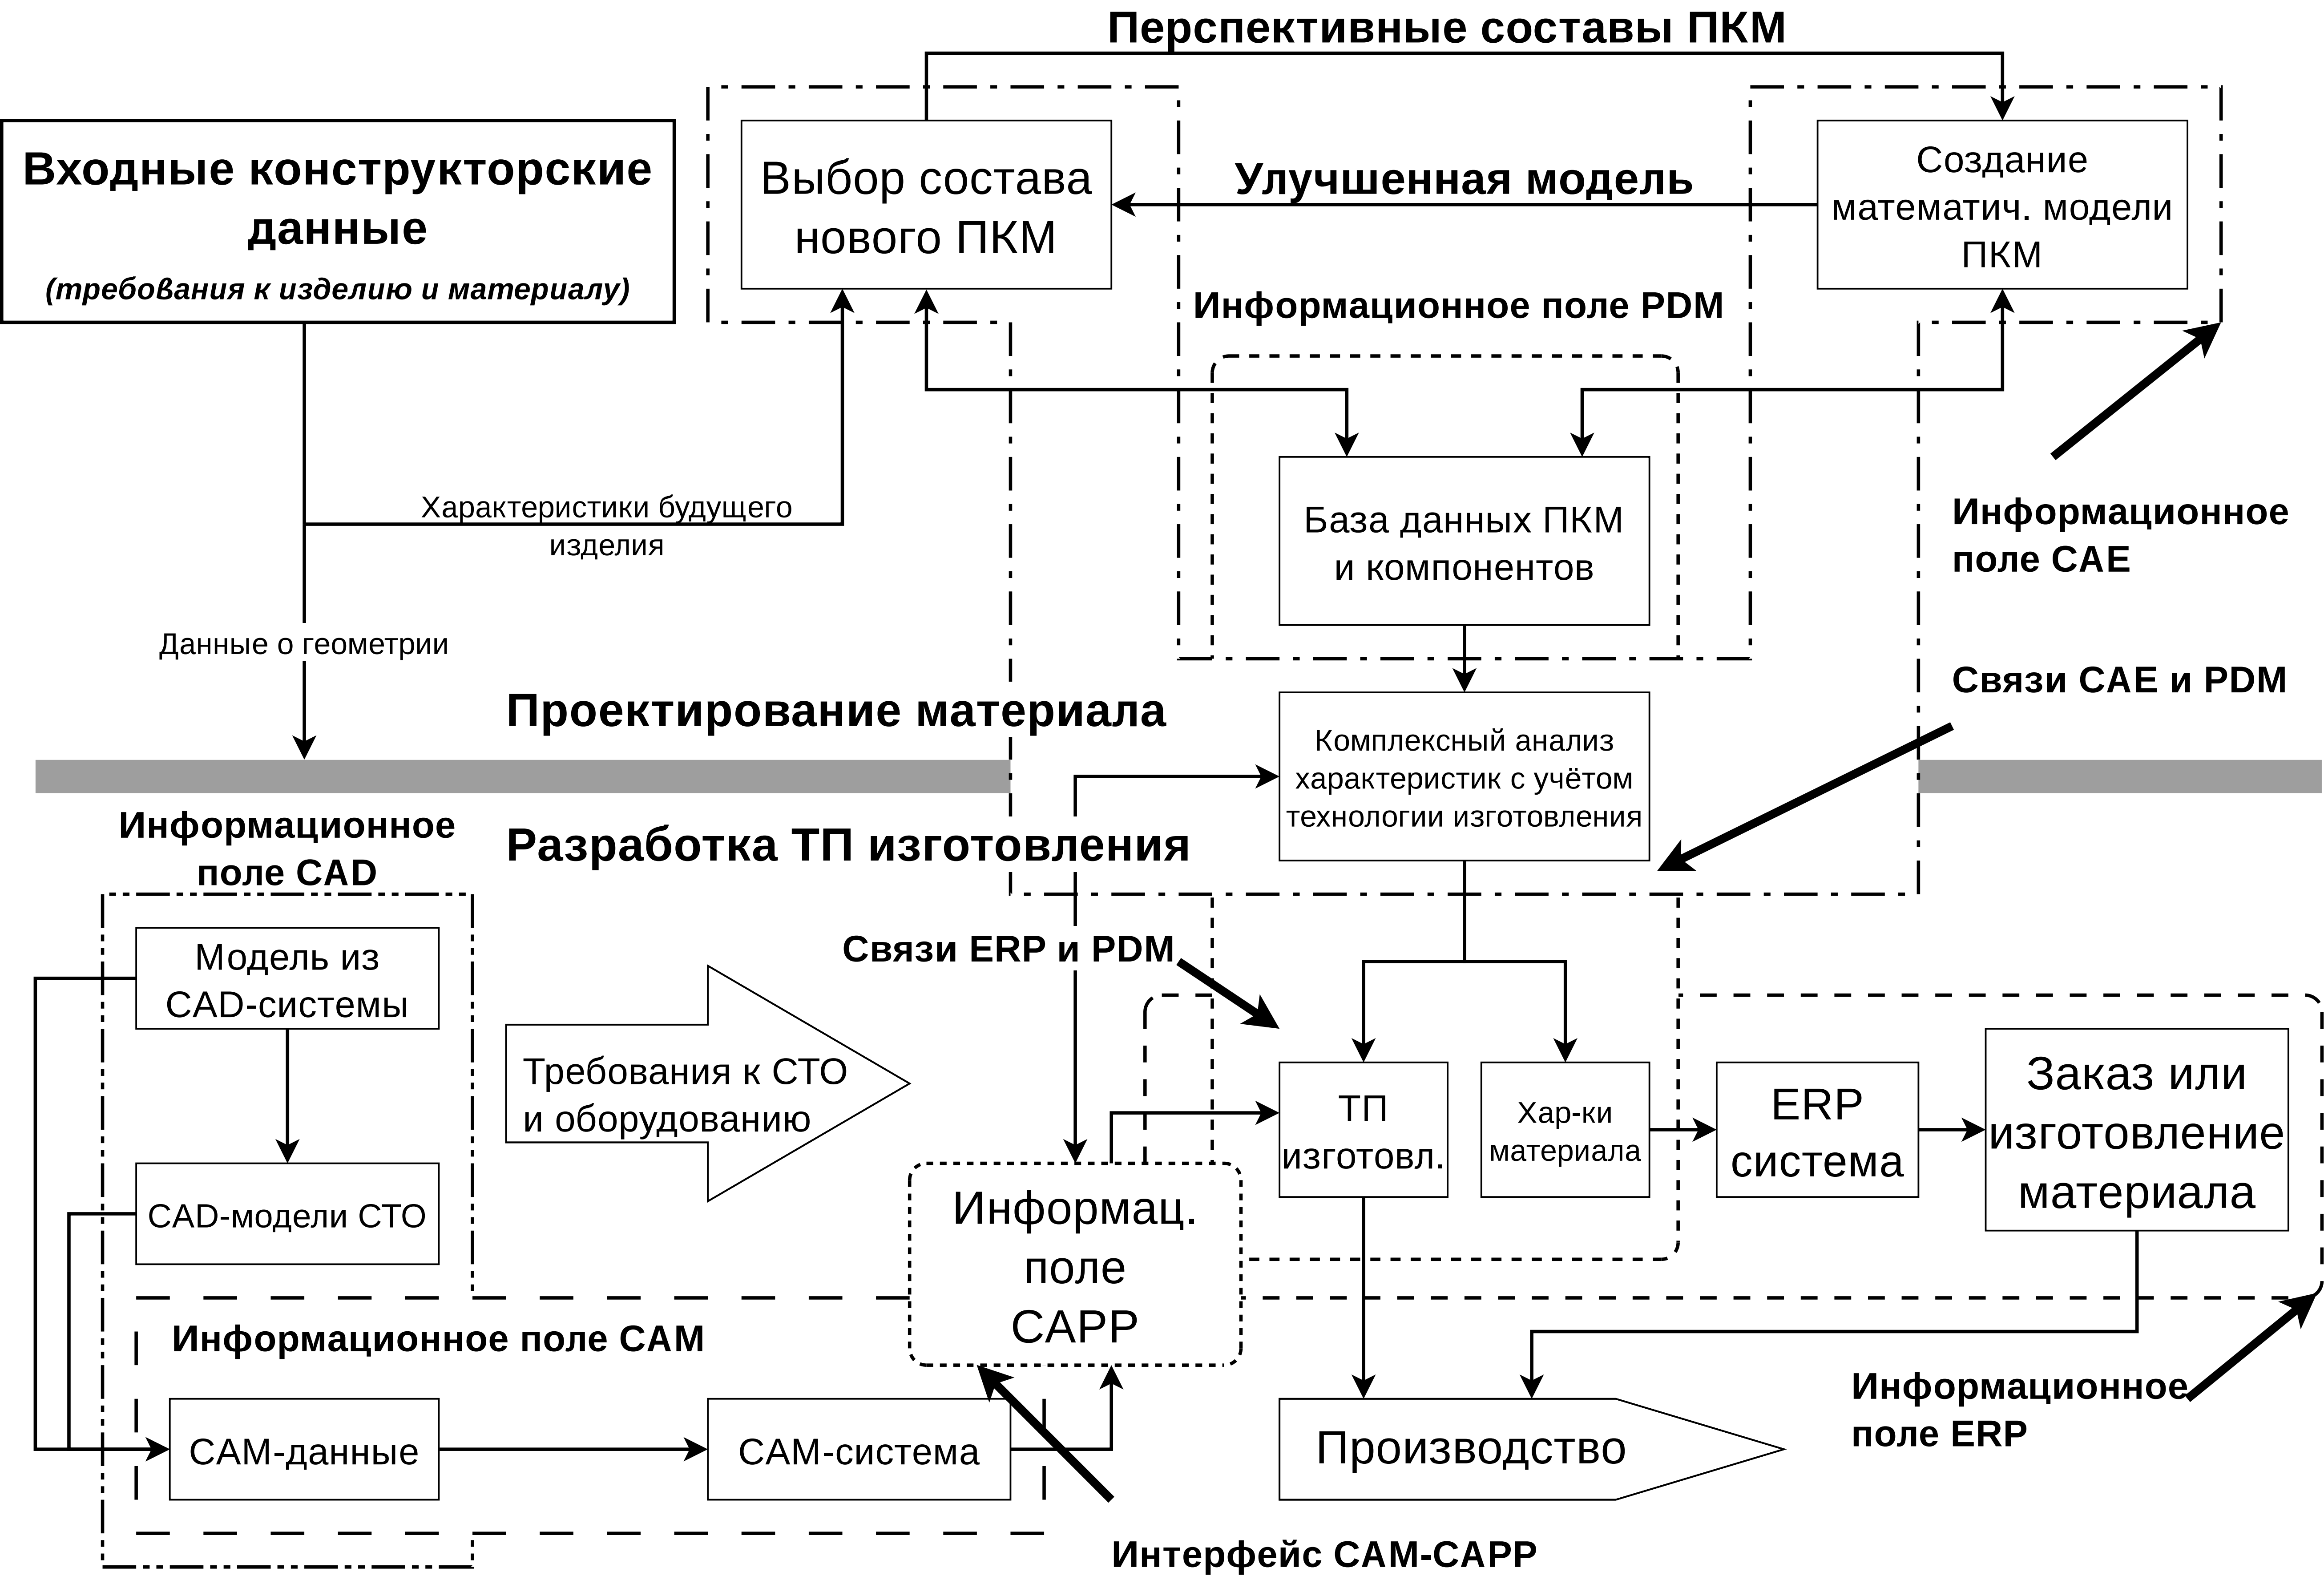 Перспективные составы ПКМ
Входные конструкторские
данные
(требования к изделию и материалу)
Выбор состава
нового ПКМ
Улучшенная модель
Создание
математич. модели
ПКМ
Информационное поле PDM
Характеристики будущего
изделия
База данных ПКМ
и компонентов
Информационное
поле CAE
Данные о геометрии
Связи CAE и PDM
Проектирование материала
Комплексный анализ
характеристик с учётом
технологии изготовления
Разработка ТП изготовления
Информационное
поле CAD
Модель из
CAD-системы
Связи ERP и PDM
Требования к СТО
и оборудованию
ТП
изготовл.
Хар-ки
материала
ERP
система
Заказ или
изготовление
материала
CAD-модели СТО
Информац.
поле
CAPP
Информационное поле CAM
Информационное
поле ERP
CAM-данные
CAM-система
Производство
Интерфейс CAM-CAPP